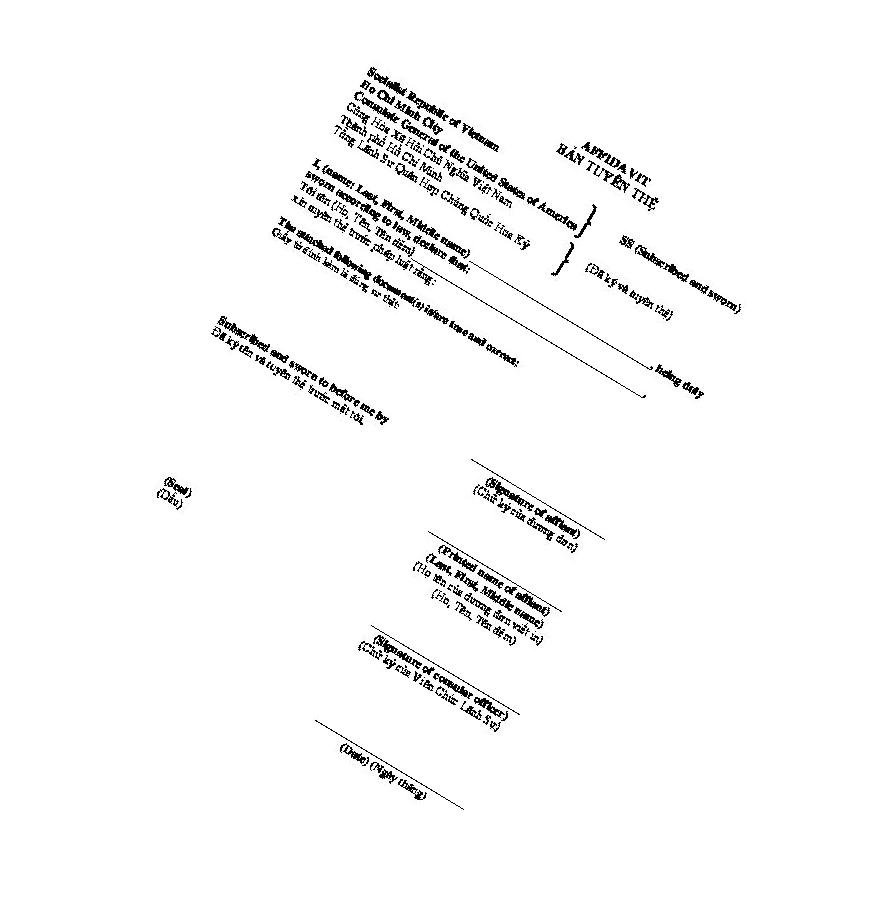 AFFIDAVIT
BẢN TUYÊN THỆ
Socialist Republic of Vietnam
Ho Chi Minh City
Consulate General of the United States of America
Cộng Hòa Xã Hội Chủ Nghĩa Việt Nam
Thành phố Hồ Chí Minh
Tổng Lãnh Sự Quán Hợp Chủng Quốc Hoa Kỳ
SS (Subscribed and sworn)
(Đã ký và tuyên thệ)
I, (name: Last, First, Middle name) , being duly
sworn according to law, declare that:
Tôi tên (Họ, Tên, Tên đệm) ,
xin tuyên thệ trước pháp luật rằng:
The attached following document(s) is/are true and correct:
Giấy tờ đính kèm là đúng sự thật:
Subscribed and sworn to before me by
Đã ký tên và tuyên thệ trước mặt tôi,
(Seal)
(Dấu)
(Signature of affiant)
(Chữ ký của đương đơn)
(Printed name of affiant)
(Last, First, Middle name)
(Họ tên của đương đơn viết in)
(Họ, Tên, Tên đệm)
(Signature of consular officer)
(Chữ ký của Viên Chức Lãnh Sự)
(Date) (Ngày tháng)